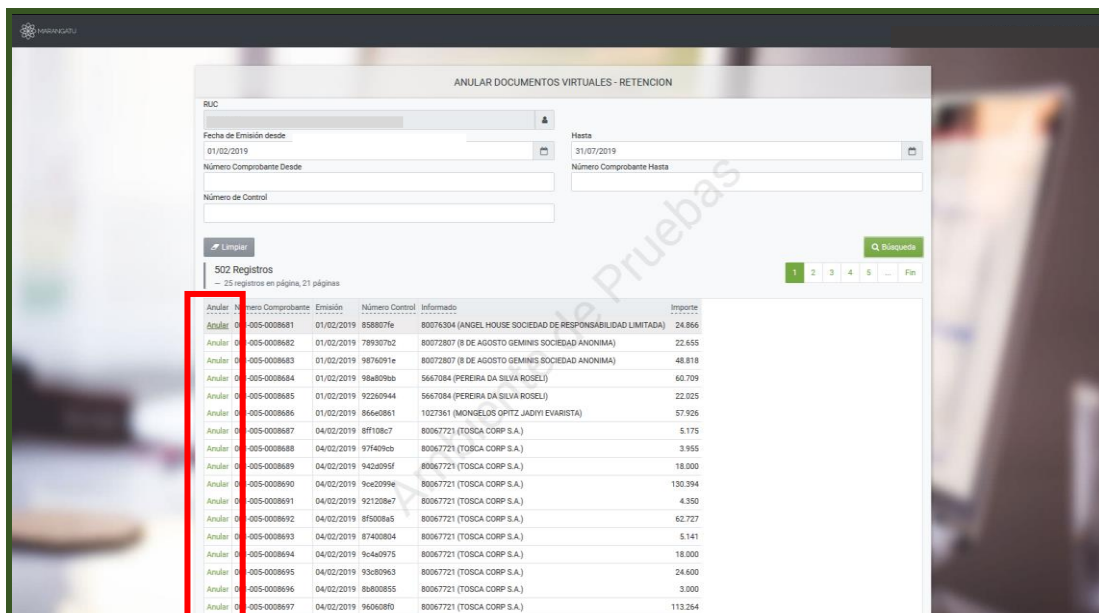 MARANGATU
ANULAR DOCUMENTOS VIRTUALES - RETENCION
RUC
Fecha de Emisión desde
Hasta
01/02/2019
31/07/2019
Número Comprobante Desde
Número Comprobante Hasta
Número de Control
Limpiar
Búsqueda
502 Registros
— 25 registros en página, 21 páginas
1 2 3 4 5 ... Fin
Anular Número Comprobante Emisión Número Control Informado Importe
Anular -005-0008681 01/02/2019 858807fe 80076304 (ANGEL HOUSE SOCIEDAD DE RESPONSABILIDAD LIMITADA) 24.866
Anular -005-0008682 01/02/2019 789307b2 80072807 (8 DE AGOSTO GEMINIS SOCIEDAD ANONIMA) 22.655
Anular -005-0008683 01/02/2019 9876091e 80072807 (8 DE AGOSTO GEMINIS SOCIEDAD ANONIMA) 48.818
Anular -005-0008684 01/02/2019 98a809bb 5667084 (PEREIRA DA SILVA ROSELI) 60.709
Anular -005-0008685 01/02/2019 92260944 5667084 (PEREIRA DA SILVA ROSELI) 22.025
Anular -005-0008686 01/02/2019 866e0861 1027361 (MONGELOS OPITZ JADIYI EVARISTA) 57.926
Anular -005-0008687 04/02/2019 8ff108c7 80067721 (TOSCA CORP S.A.) 5.175
Anular -005-0008688 04/02/2019 97f409cb 80067721 (TOSCA CORP S.A.) 3.955
Anular -005-0008689 04/02/2019 942d095f 80067721 (TOSCA CORP S.A.) 18.000
Anular -005-0008690 04/02/2019 9ce2099e 80067721 (TOSCA CORP S.A.) 130.394
Anular -005-0008691 04/02/2019 921208e7 80067721 (TOSCA CORP S.A.) 4.350
Anular -005-0008692 04/02/2019 8f5008a5 80067721 (TOSCA CORP S.A.) 62.727
Anular -005-0008693 04/02/2019 87400804 80067721 (TOSCA CORP S.A.) 5.141
Anular -005-0008694 04/02/2019 9c4a0975 80067721 (TOSCA CORP S.A.) 18.000
Anular -005-0008695 04/02/2019 93c80963 80067721 (TOSCA CORP S.A.) 24.600
Anular -005-0008696 04/02/2019 8b800855 80067721 (TOSCA CORP S.A.) 3.000
Anular -005-0008697 04/02/2019 960608f0 80067721 (TOSCA CORP S.A.) 113.264
Ambiente de Pruebas